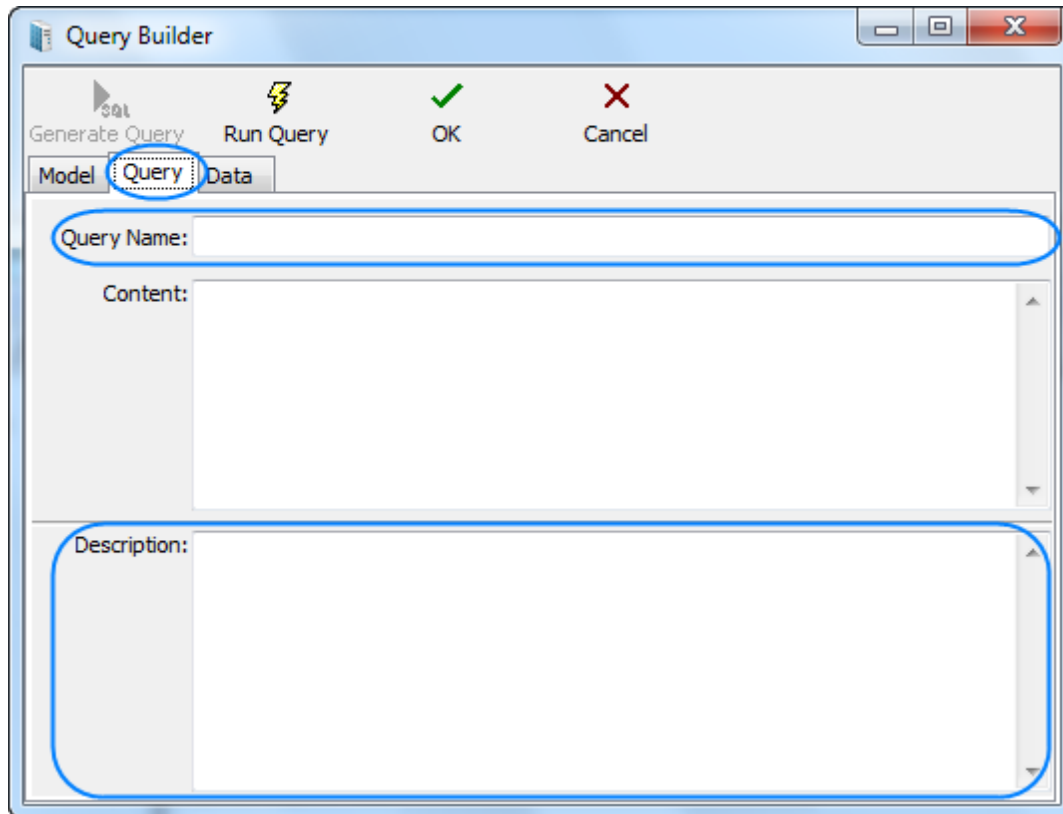 Query Builder
SQL
Generate Query Run Query OK Cancel
Model Query Data
Query Name:
Content:
Description: